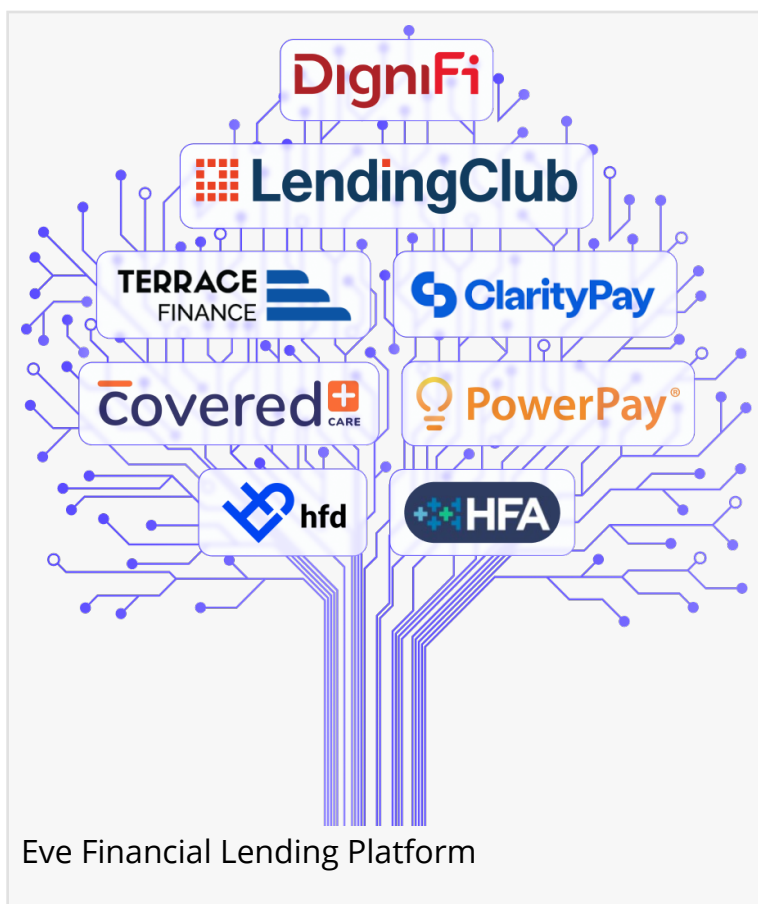 DigniFi
LendingClub
TERRACE
FINANCE
ClarityPay
covered
CARE
PowerPay®
hfd
HFA
Eve Financial Lending Platform